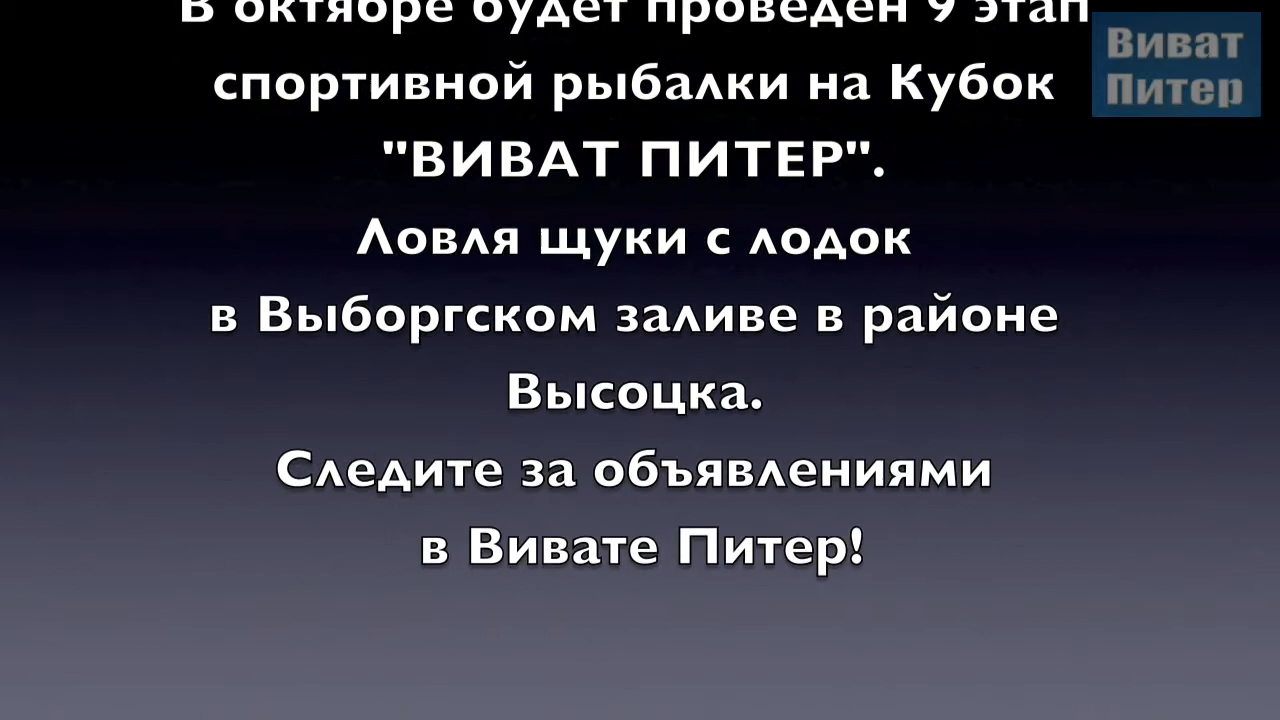 В октябре будет проведен 9 этап
спортивной рыбалки на Кубок
"ВИВАТ ПИТЕР".
Ловля щуки с лодок
в Выборгском заливе в районе
Высоцка.
Следите за объявлениями
в Вивате Питер!
Виват
Питер